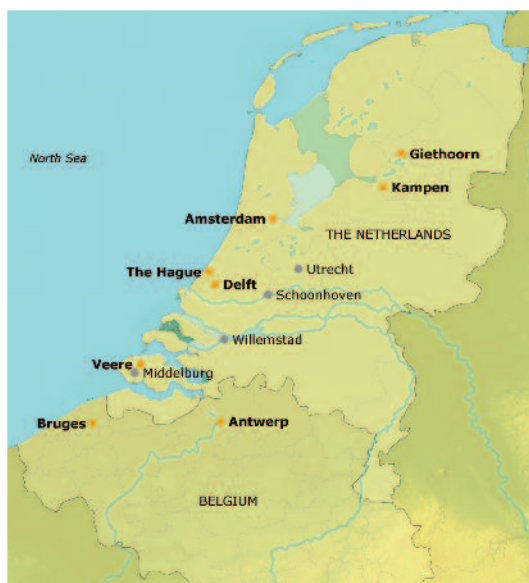 Giethoorn
North Sea
Kampen
Amsterdam
THE NETHERLANDS
The Hague
Utrecht
Delft
Schoonhoven
Willemstad
Veere
Middelburg
Bruges
Antwerp
BELGIUM